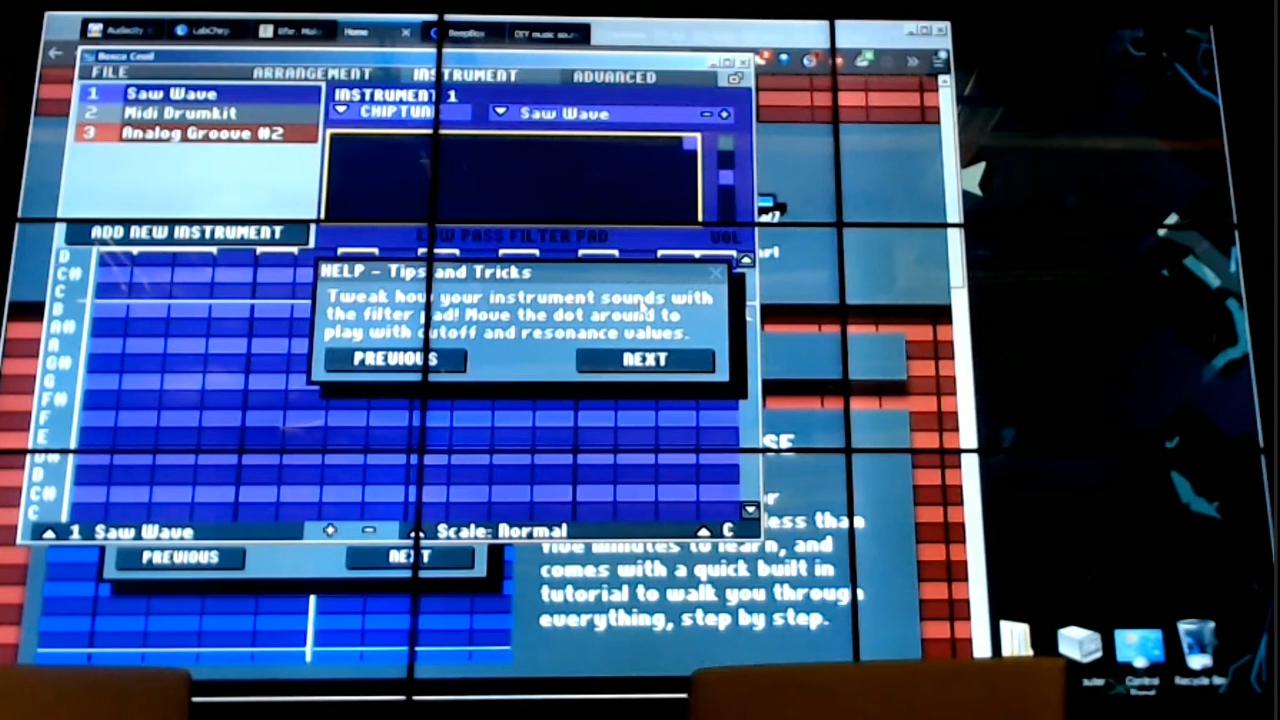 Audacity
LabChirp
Home
BeepBox
DIY music
Bosca Ceoil
FILE ARRANGEMENT INSTRUMENT ADVANCED
1 Saw Wave
2 Midi Drumkit
3 Analog Groove #2
INSTRUMENT 1
CHIPTUNE
Saw Wave
ADD NEW INSTRUMENT
LOW PASS FILTER PAD
VOL
D
C#
C
B
A#
A
G#
G
F#
F
E
D#
D
C#
C
HELP - Tips and Tricks
Tweak how your instrument sounds with
the filter pad! Move the dot around to
play with cutoff and resonance values.
PREVIOUS NEXT
1 Saw Wave
Scale: Normal
C
PREVIOUS NEXT
SE
less than
five minutes to learn, and
comes with a quick built in
tutorial to walk you through
everything, step by step.
Control
Panel
Recycle Bin